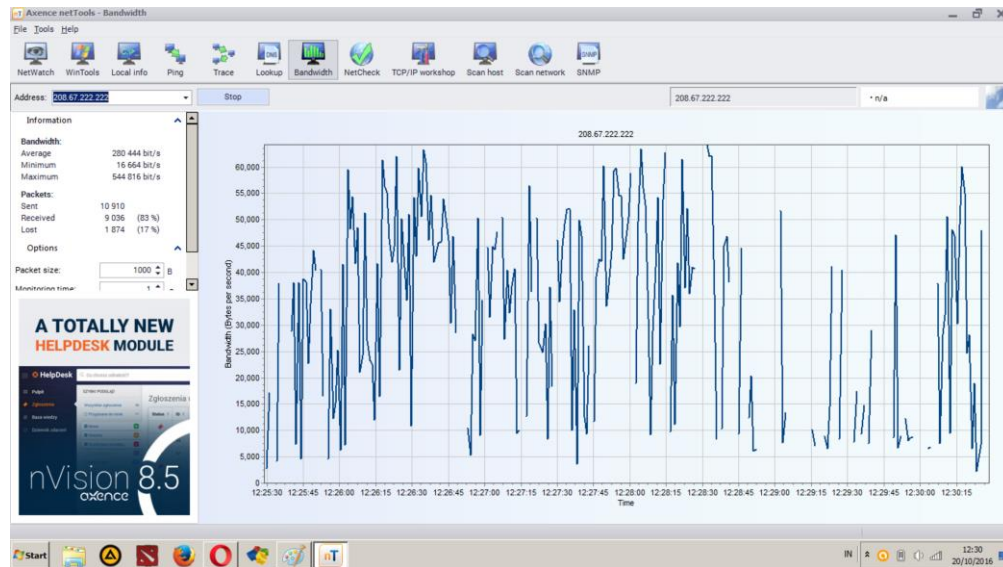 Axence netTools - Bandwidth
File Tools Help
NetWatch WinTools Local info Ping Trace Lookup Bandwidth NetCheck TCP/IP workshop Scan host Scan network SNMP
Address: 208.67.222.222 Stop 208.67.222.222 n/a
Information
Bandwidth:
Average 280 444 bit/s
Minimum 16 664 bit/s
Maximum 544 816 bit/s
Packets:
Sent 10 910
Received 9 036 (83 %)
Lost 1 874 (17 %)
Options
Packet size: 1000 B
Monitoring time: 1
A TOTALLY NEW
HELPDESK MODULE
HelpDesk
Pulpit
Zgłoszenia
Baza wiedzy
Zgłoszenia
nVision 8.5
axence
208.67.222.222
Bandwidth (Bytes per second)
60,000
55,000
50,000
45,000
40,000
35,000
30,000
25,000
20,000
15,000
10,000
5,000
0
12:25:30 12:25:45 12:26:00 12:26:15 12:26:30 12:26:45 12:27:00 12:27:15 12:27:30 12:27:45 12:28:00 12:28:15 12:28:30 12:28:45 12:29:00 12:29:15 12:29:30 12:29:45 12:30:00 12:30:15
Time
Start nT IN 12:30
20/10/2016